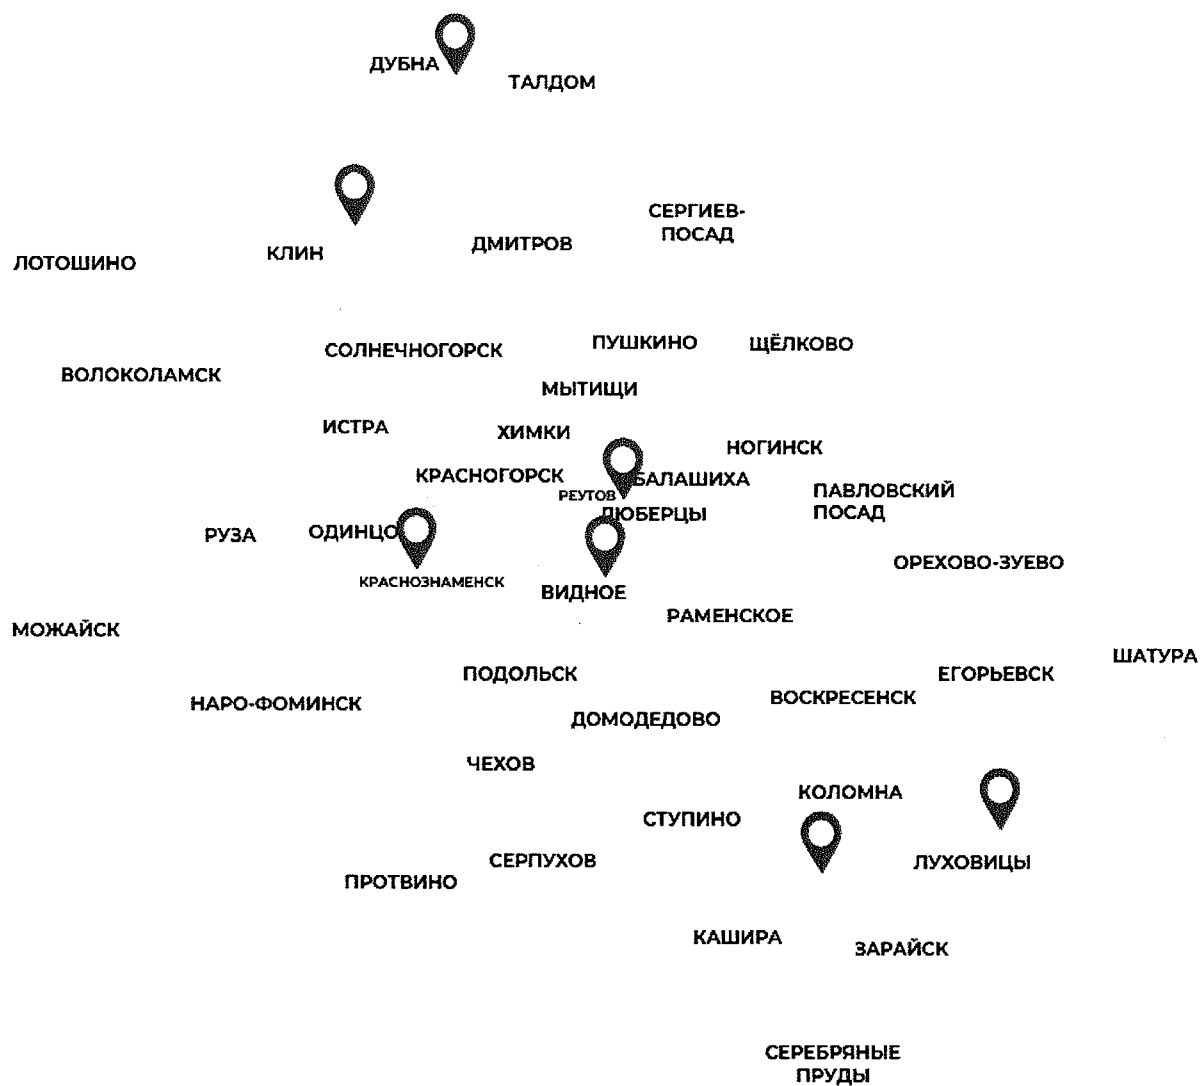 ДУБНА
ТАЛДОМ
СЕРГИЕВ-
ПОСАД
ДМИТРОВ
КЛИН
ЛОТОШИНО
ПУШКИНО
ЩЁЛКОВО
СОЛНЕЧНОГОРСК
ВОЛОКОЛАМСК
МЫТИЩИ
ИСТРА
ХИМКИ
НОГИНСК
КРАСНОГОРСК
БАЛАШИХА
РЕУТОВ
ПАВЛОВСКИЙ
ПОСАД
ЛЮБЕРЦЫ
РУЗА
ОДИНЦО
ОРЕХОВО-ЗУЕВО
КРАСНОЗНАМЕНСК
ВИДНОЕ
РАМЕНСКОЕ
МОЖАЙСК
ШАТУРА
ПОДОЛЬСК
ЕГОРЬЕВСК
НАРО-ФОМИНСК
ВОСКРЕСЕНСК
ДОМОДЕДОВО
ЧЕХОВ
КОЛОМНА
СТУПИНО
СЕРПУХОВ
ЛУХОВИЦЫ
ПРОТВИНО
КАШИРА
ЗАРАЙСК
СЕРЕБРЯНЫЕ
ПРУДЫ